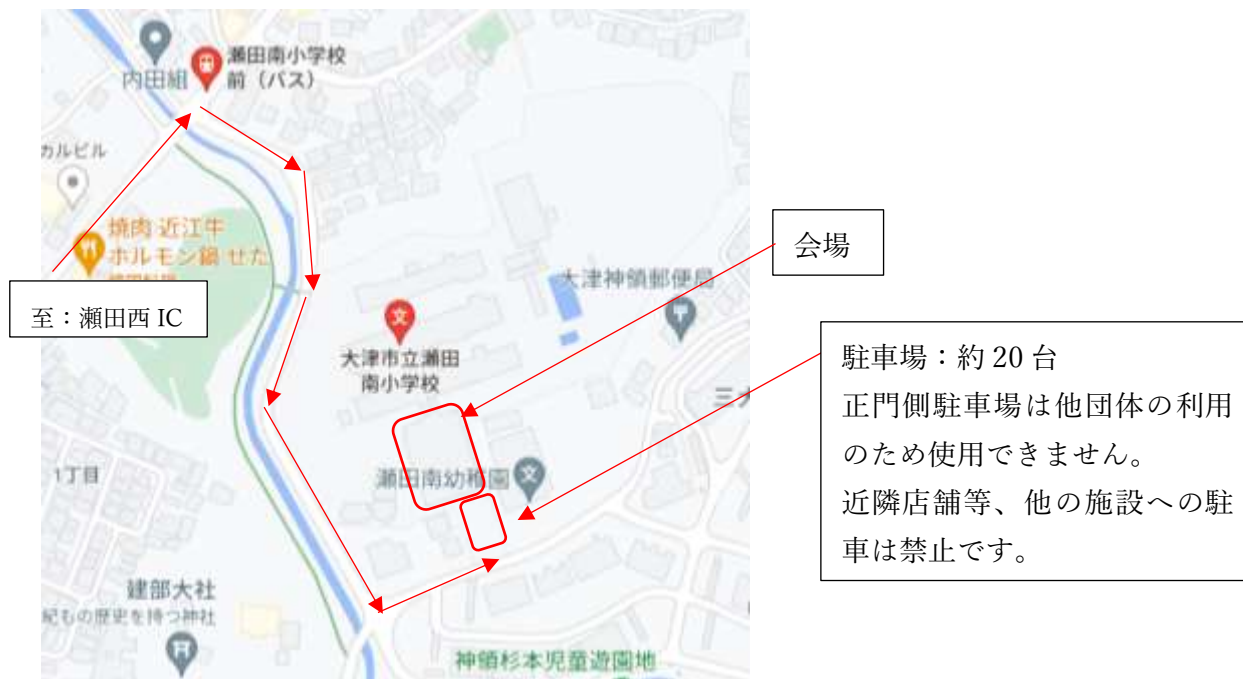 内田組
瀬田南小学校
前（バス）
カルビル
焼肉 近江牛
ホルモン鍋 せた
至：瀬田西 IC
会場
大津神領郵便局
大津市立瀬田
南小学校
駐車場：約 20 台
正門側駐車場は他団体の利用
のため使用できません。
近隣店舗等、他の施設への駐
車は禁止です。
三大
1丁目
瀬田南幼稚園
建部大社
紀もの歴史を持つ神社
神領杉本児童遊園地